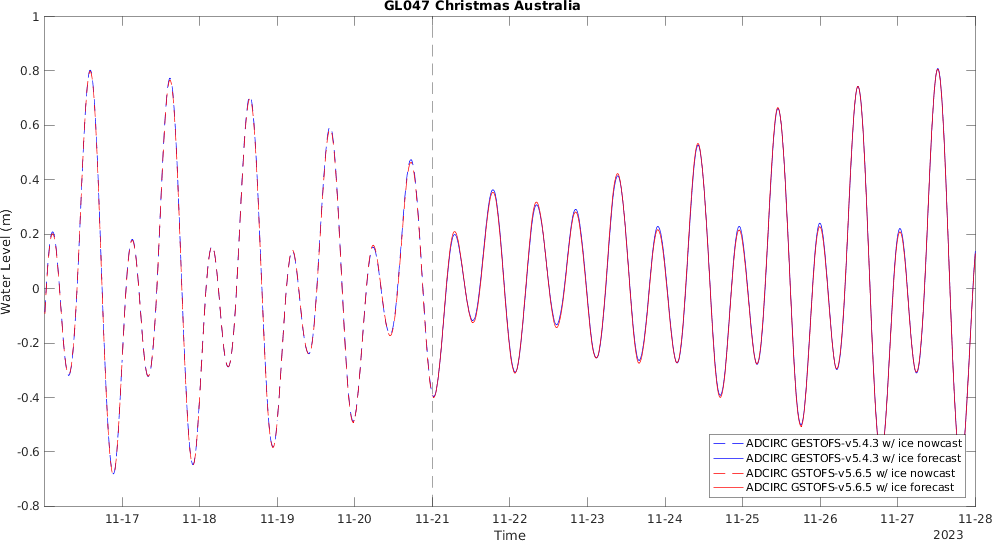 GL047 Christmas Australia
1
0.8
0.6
0.4
0.2
0
-0.2
-0.4
-0.6
-0.8
Water Level (m)
11-17 11-18 11-19 11-20 11-21 11-22 11-23 11-24 11-25 11-26 11-27 11-28
Time
2023
ADCIRC GESTOFS-v5.4.3 w/ ice nowcast
ADCIRC GESTOFS-v5.4.3 w/ ice forecast
ADCIRC GSTOFS-v5.6.5 w/ ice nowcast
ADCIRC GSTOFS-v5.6.5 w/ ice forecast